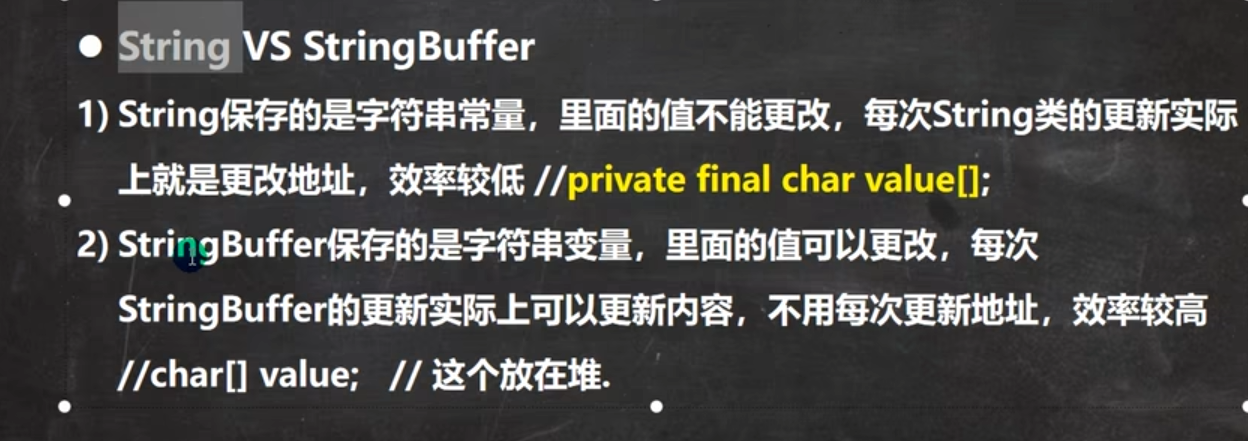 ● String VS StringBuffer
1) String保存的是字符串常量，里面的值不能更改，每次String类的更新实际
上就是更改地址，效率较低 //private final char value[];
2) StringBuffer保存的是字符串变量，里面的值可以更改，每次
StringBuffer的更新实际上可以更新内容，不用每次更新地址，效率较高
//char[] value; // 这个放在堆.